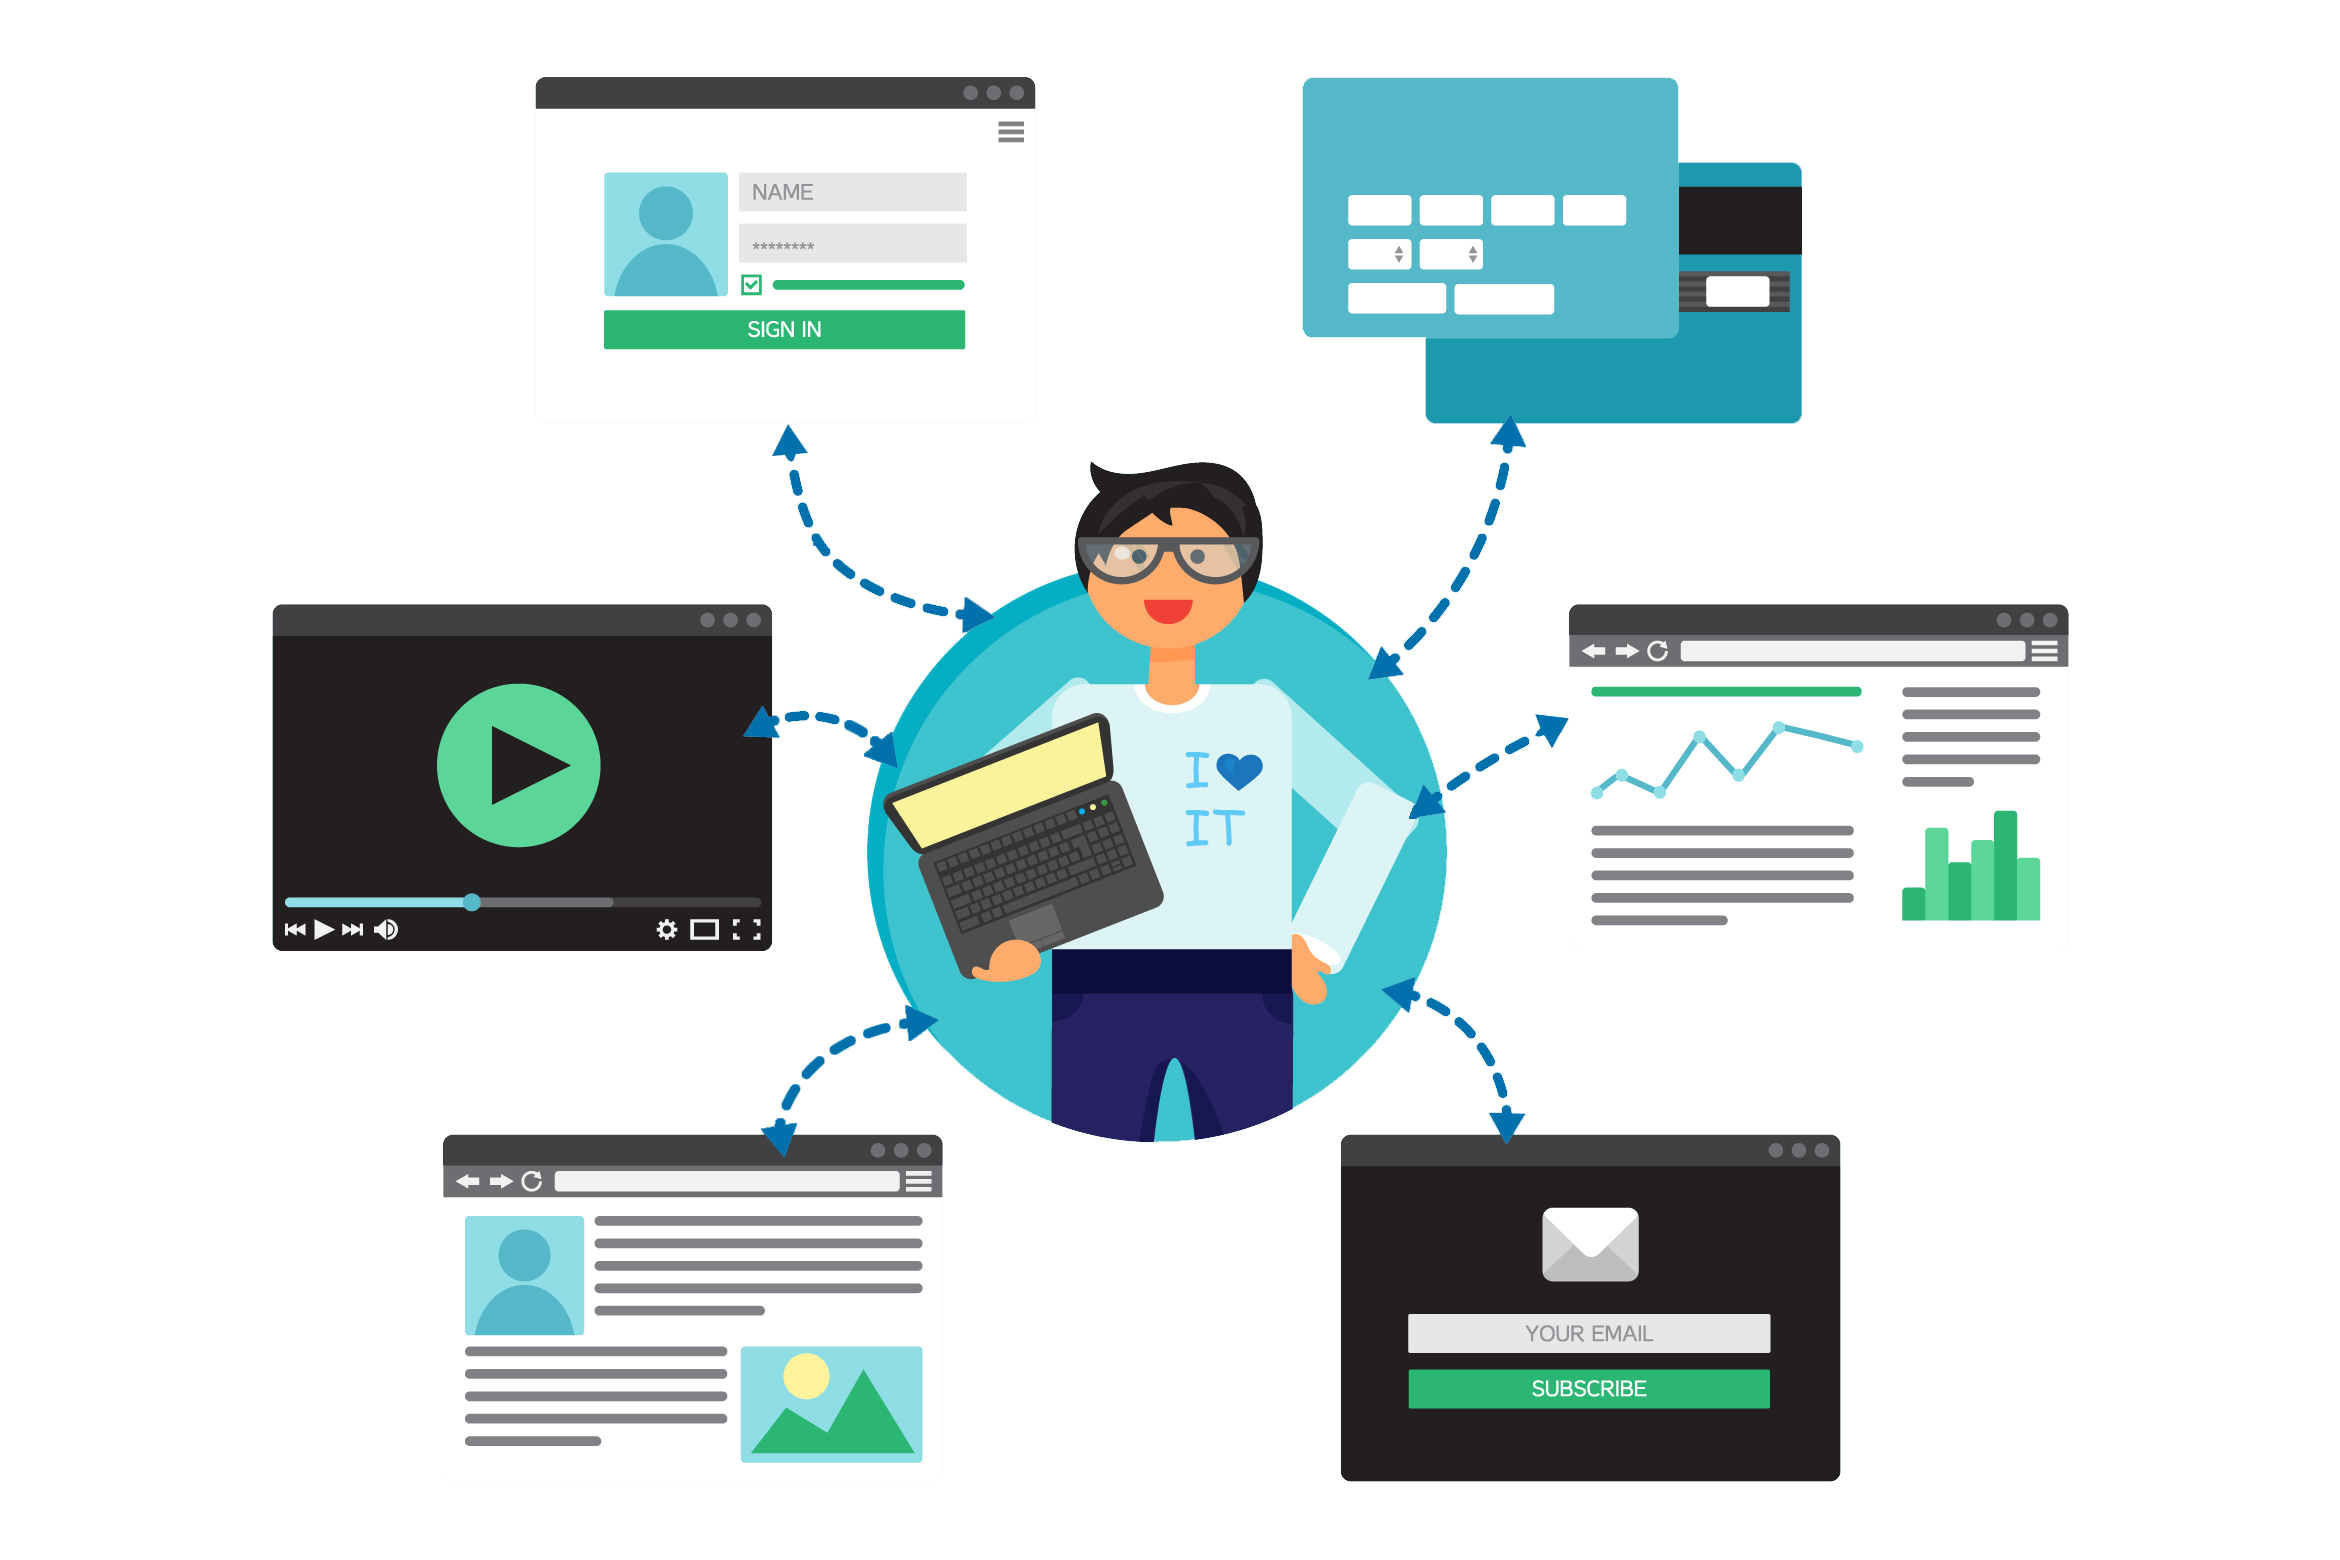 NAME
********
SIGN IN
I
IT
YOUR EMAIL
SUBSCRIBE